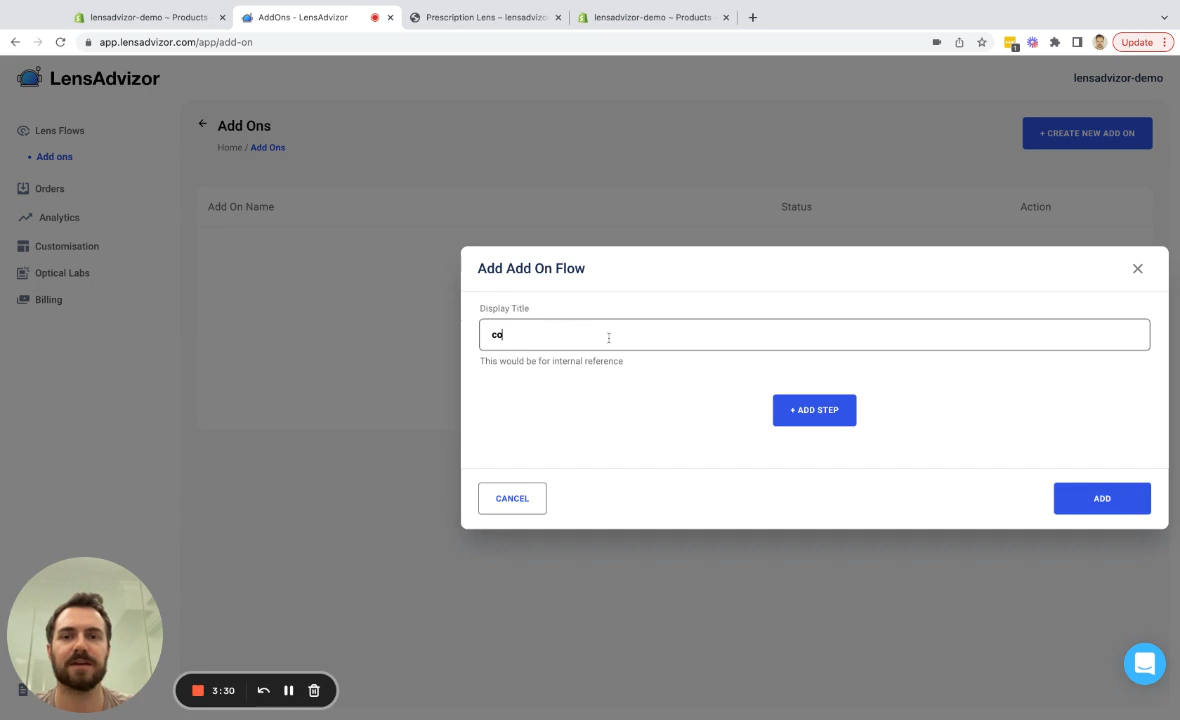 lensadvizor-demo ~ Products
AddOns - LensAdvizor
Prescription Lens – lensadvizo
lensadvizor-demo ~ Products
app.lensadvizor.com/app/add-on
1
Update
LensAdvizor
lensadvizor-demo
Lens Flows
Add ons
Orders
Analytics
Customisation
Optical Labs
Billing
Add Ons
Home / Add Ons
+ CREATE NEW ADD ON
Add On Name
Status
Action
Add Add On Flow
Display Title
co
This would be for internal reference
+ ADD STEP
CANCEL
ADD
3:30